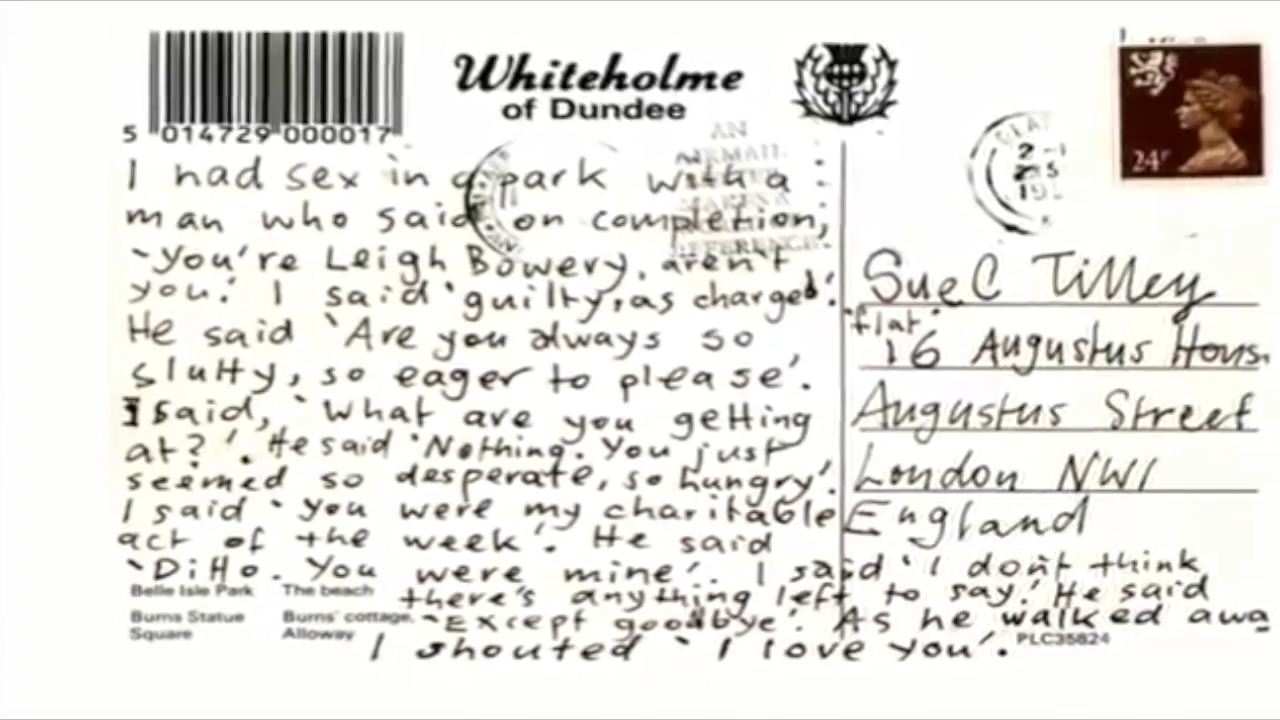 Whiteholme
of Dundee
5 014729 000017
24P
I had sex in a park with a
man who said on completion,
'You're Leigh Bowery, aren't
you.' I said 'guilty, as charged'.
He said 'Are you always so
slutty, so eager to please'.
I said, 'What are you getting
at?'. He said 'Nothing. You just
seemed so desperate, so hungry'.
I said 'You were my charitable
act of the week'. He said
'Ditto. You were mine'. I said 'I don't think
there's anything left to say.' He said
'Except goodbye'. As he walked awa
I shouted 'I love you'.
Sue C Tilley
"flat"
16 Augustus Hous
Augustus Street
London NW1
England
Belle Isle Park The beach
Burns Statue Burns' cottage,
Square Alloway
PLC35824
AN
AIRMAIL